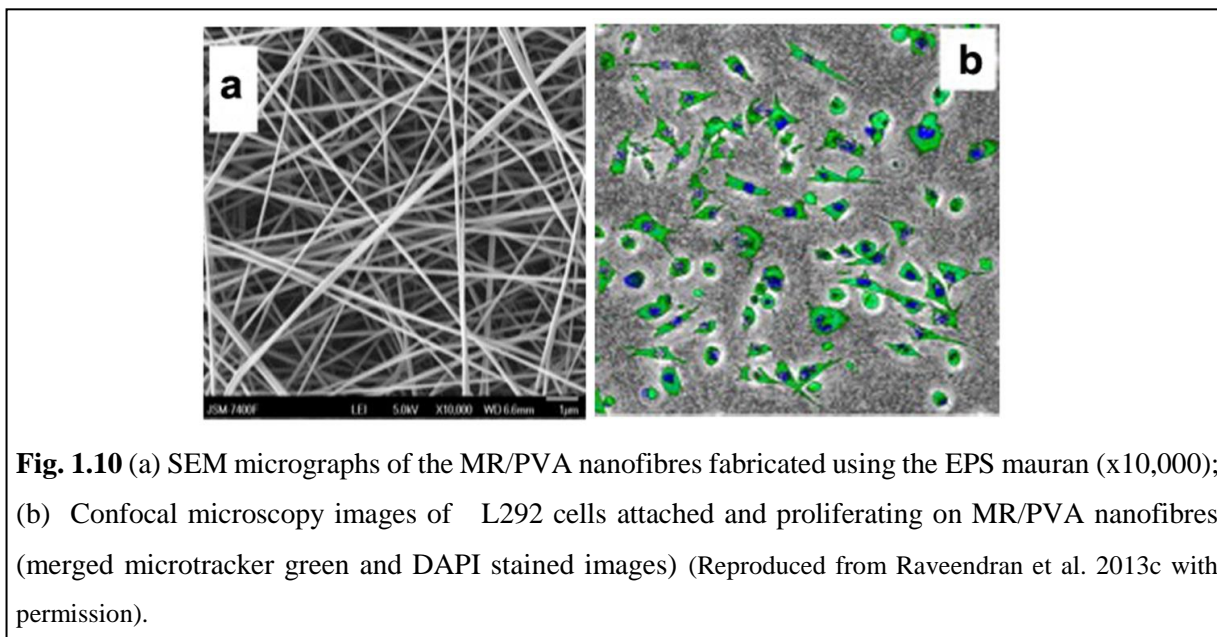 a
b
JSM 7400F LEI 5.0kV X10,000 WD 6.6mm 1μm
Fig. 1.10 (a) SEM micrographs of the MR/PVA nanofibres fabricated using the EPS mauran (x10,000);
(b) Confocal microscopy images of L292 cells attached and proliferating on MR/PVA nanofibres
(merged microtracker green and DAPI stained images) (Reproduced from Raveendran et al. 2013c with
permission).